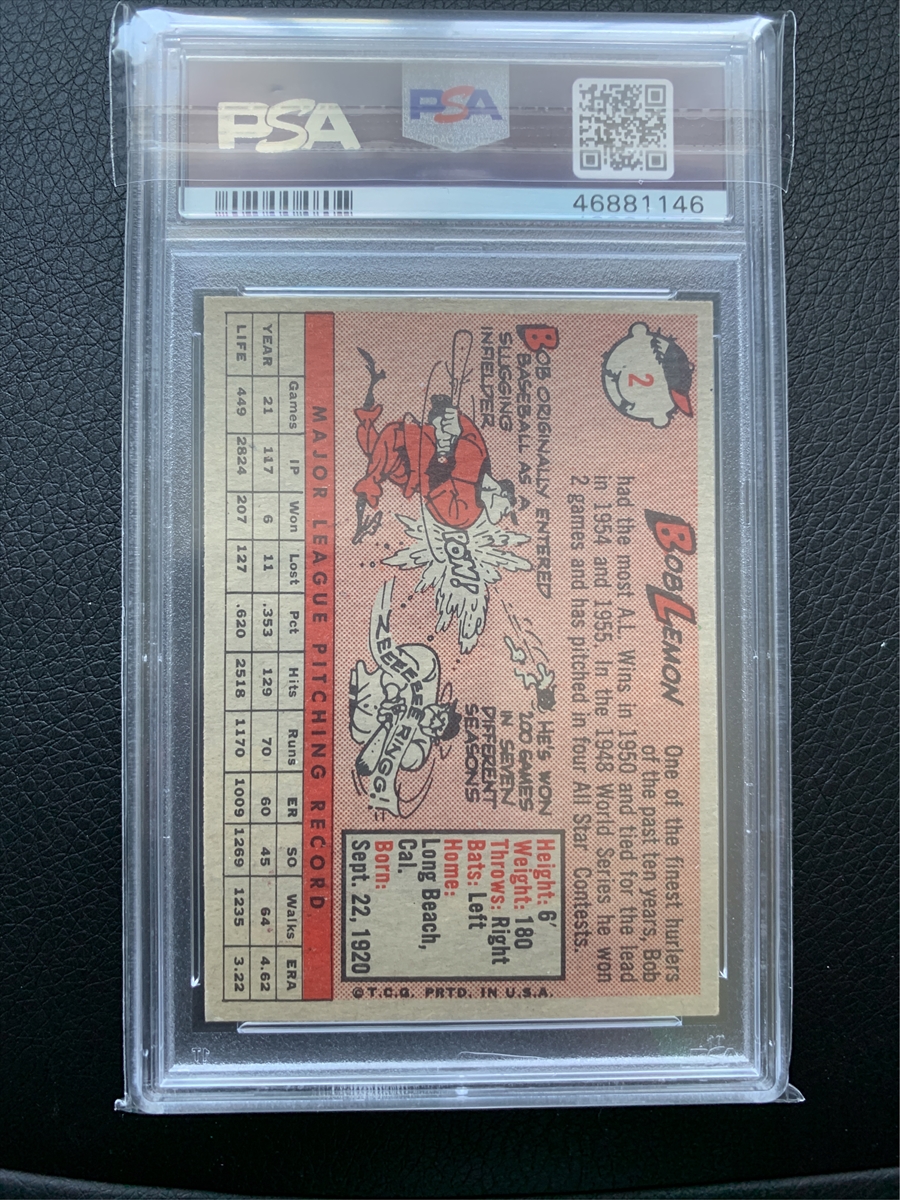 PSA
PSA
46881146
2
BOB LEMON
One of the finest hurlers
of the past ten years, Bob
had the most A.L. Wins in 1950 and tied for the lead
in 1954 and 1955. In the 1948 World Series he won
2 games and has pitched in four All Star Contests.
BOB ORIGINALLY ENTERED
BASEBALL AS A
SLUGGING
INFIELDER
POW!
HE'S WON
200 GAMES
IN SEVEN
DIFFERENT
SEASONS
Height: 6'
Weight: 180
Throws: Right
Bats: Left
Home:
Long Beach,
Cal.
Born:
Sept. 22, 1920
©T.C.G. PRTD. IN U.S.A.
MAJOR LEAGUE PITCHING RECORD
Games IP Won Lost Pct Hits Runs ER SO Walks ERA
YEAR 21 117 6 11 .353 129 70 60 45 64 4.62
LIFE 449 2824 207 127 .620 2518 1170 1009 1269 1235 3.22